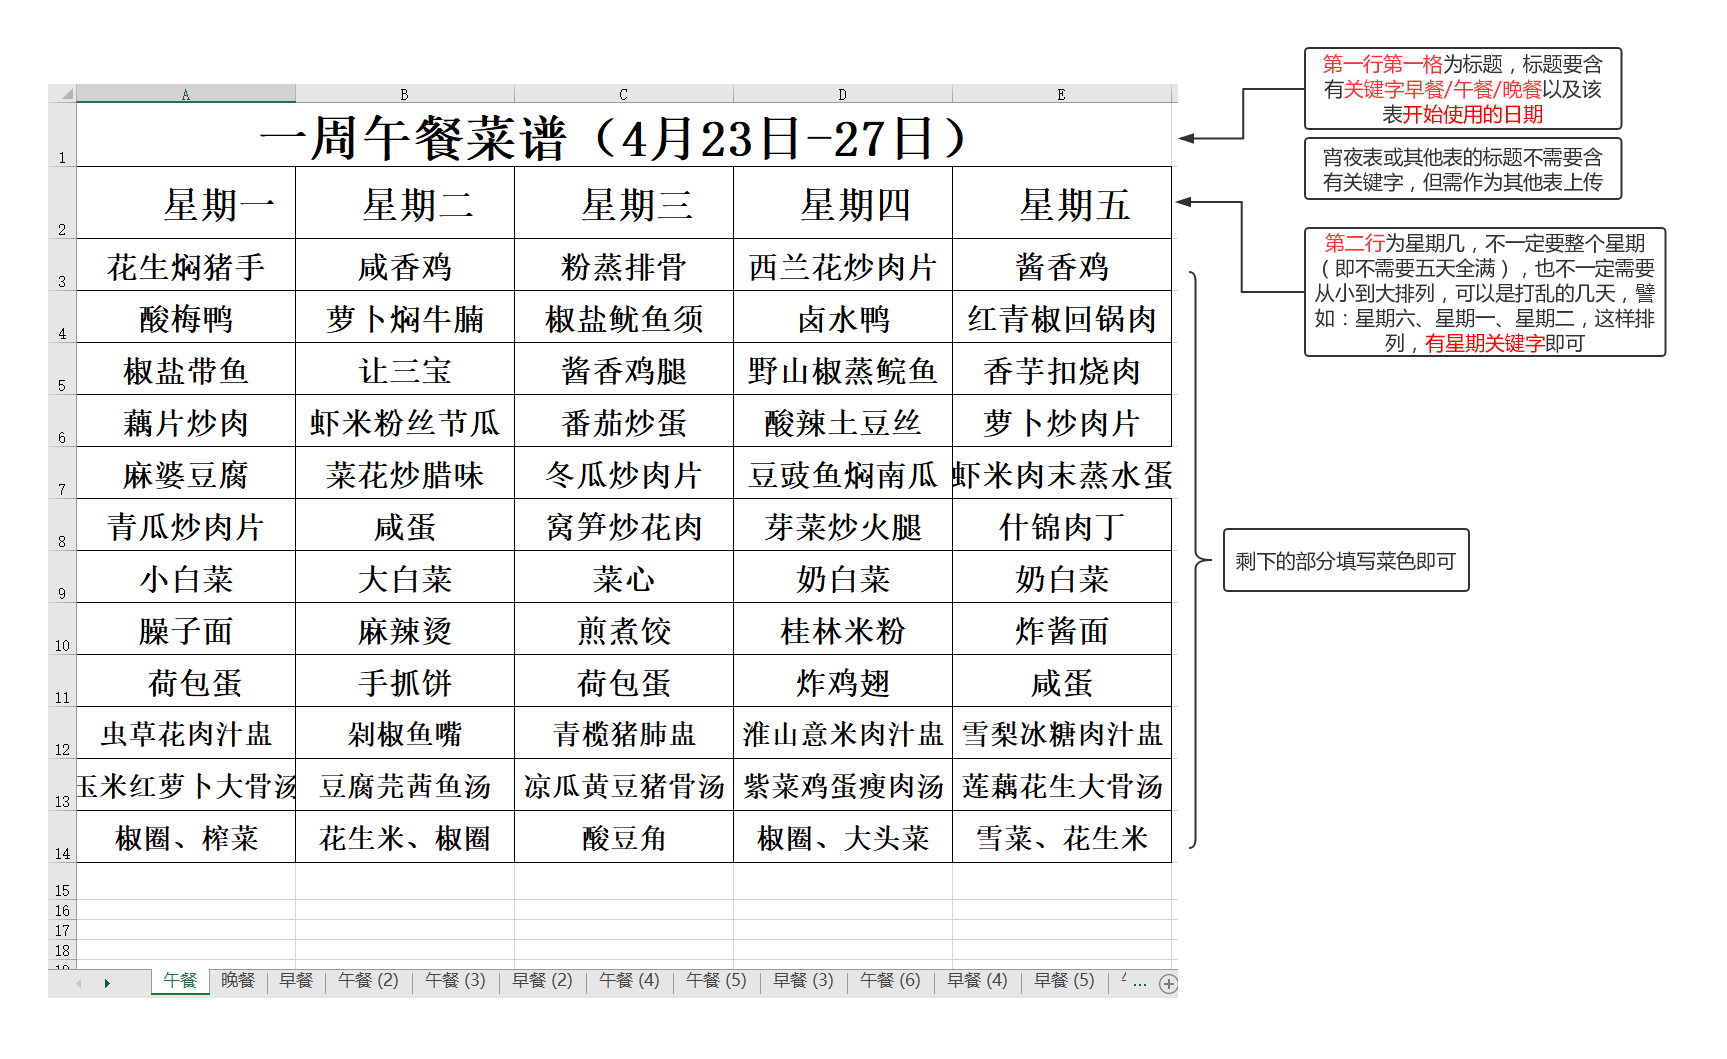 A B C D E
1 一周午餐菜谱（4月23日-27日）
2 星期一 星期二 星期三 星期四 星期五
3 花生焖猪手 咸香鸡 粉蒸排骨 西兰花炒肉片 酱香鸡
4 酸梅鸭 萝卜焖牛腩 椒盐鱿鱼须 卤水鸭 红青椒回锅肉
5 椒盐带鱼 让三宝 酱香鸡腿 野山椒蒸鲩鱼 香芋扣烧肉
6 藕片炒肉 虾米粉丝节瓜 番茄炒蛋 酸辣土豆丝 萝卜炒肉片
7 麻婆豆腐 菜花炒腊味 冬瓜炒肉片 豆豉鱼焖南瓜 虾米肉末蒸水蛋
8 青瓜炒肉片 咸蛋 窝笋炒花肉 芽菜炒火腿 什锦肉丁
9 小白菜 大白菜 菜心 奶白菜 奶白菜
10 臊子面 麻辣烫 煎煮饺 桂林米粉 炸酱面
11 荷包蛋 手抓饼 荷包蛋 炸鸡翅 咸蛋
12 虫草花肉汁盅 剁椒鱼嘴 青榄猪肺盅 淮山意米肉汁盅 雪梨冰糖肉汁盅
13 玉米红萝卜大骨汤 豆腐芫茜鱼汤 凉瓜黄豆猪骨汤 紫菜鸡蛋瘦肉汤 莲藕花生大骨汤
14 椒圈、榨菜 花生米、椒圈 酸豆角 椒圈、大头菜 雪菜、花生米
15
16
17
18
午餐 晚餐 早餐 午餐 (2) 午餐 (3) 早餐 (2) 午餐 (4) 午餐 (5) 早餐 (3) 午餐 (6) 早餐 (4) 早餐 (5) ...
第一行第一格为标题，标题要含
有关键字早餐/午餐/晚餐以及该
表开始使用的日期
宵夜表或其他表的标题不需要含
有关键字，但需作为其他表上传
第二行为星期几，不一定要整个星期
（即不需要五天全满），也不一定需要
从小到大排列，可以是打乱的几天，譬
如：星期六、星期一、星期二，这样排
列，有星期关键字即可
剩下的部分填写菜色即可